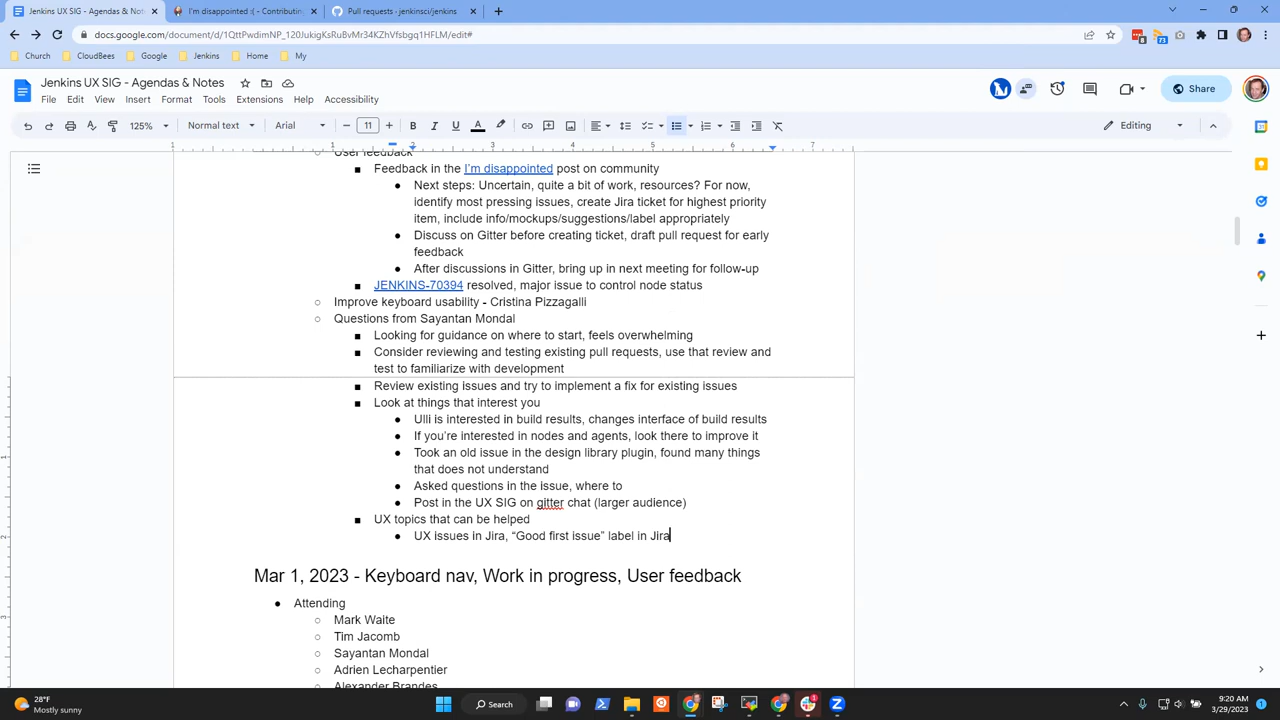 Jenkins UX SIG - Agendas & Notes
I'm disappointed :( - Contributin
Pull requests · jenkinsci/jenkins
docs.google.com/document/d/1QttPwdimNP_120JukigKsRuBvMr34KZhVfsbgq1HFLM/edit#
Church
CloudBees
Google
Jenkins
Home
My
Jenkins UX SIG - Agendas & Notes
File Edit View Insert Format Tools Extensions Help Accessibility
Share
125% Normal text Arial 11 Editing
1 1 2 3 4 5 6 7
User feedback
Feedback in the I'm disappointed post on community
Next steps: Uncertain, quite a bit of work, resources? For now,
identify most pressing issues, create Jira ticket for highest priority
item, include info/mockups/suggestions/label appropriately
Discuss on Gitter before creating ticket, draft pull request for early
feedback
After discussions in Gitter, bring up in next meeting for follow-up
JENKINS-70394 resolved, major issue to control node status
Improve keyboard usability - Cristina Pizzagalli
Questions from Sayantan Mondal
Looking for guidance on where to start, feels overwhelming
Consider reviewing and testing existing pull requests, use that review and
test to familiarize with development
Review existing issues and try to implement a fix for existing issues
Look at things that interest you
Ulli is interested in build results, changes interface of build results
If you're interested in nodes and agents, look there to improve it
Took an old issue in the design library plugin, found many things
that does not understand
Asked questions in the issue, where to
Post in the UX SIG on gitter chat (larger audience)
UX topics that can be helped
UX issues in Jira, “Good first issue” label in Jira
Mar 1, 2023 - Keyboard nav, Work in progress, User feedback
Attending
Mark Waite
Tim Jacomb
Sayantan Mondal
Adrien Lecharpentier
Alexander Brandes
28°F
Mostly sunny
Search
9:20 AM
3/29/2023